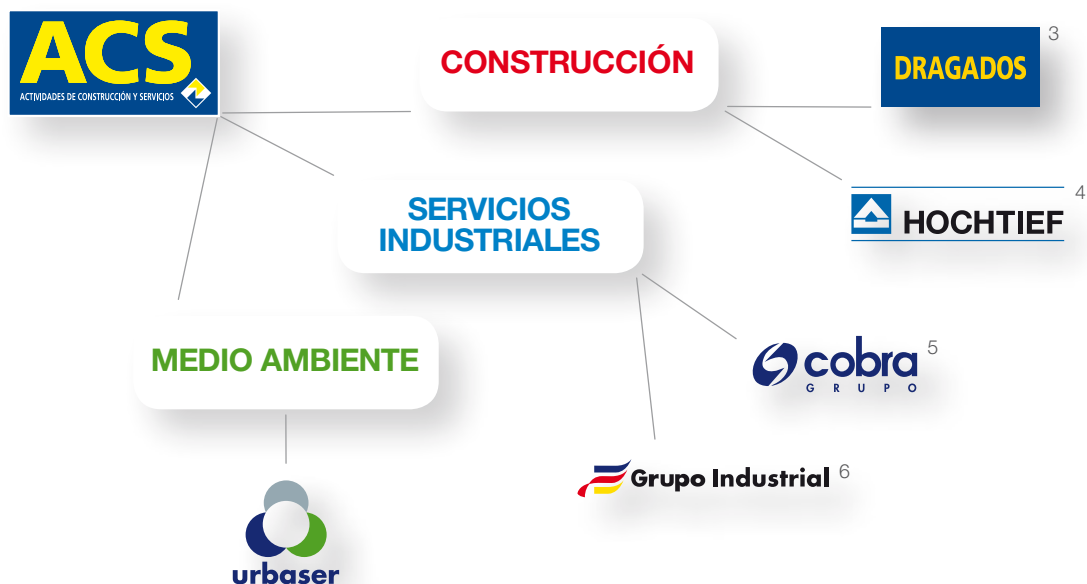 ACS
ACTIVIDADES DE CONSTRUCCIÓN Y SERVICIOS
CONSTRUCCIÓN
DRAGADOS 3
HOCHTIEF 4
SERVICIOS
INDUSTRIALES
cobra 5
GRUPO
MEDIO AMBIENTE
Grupo Industrial 6
urbaser